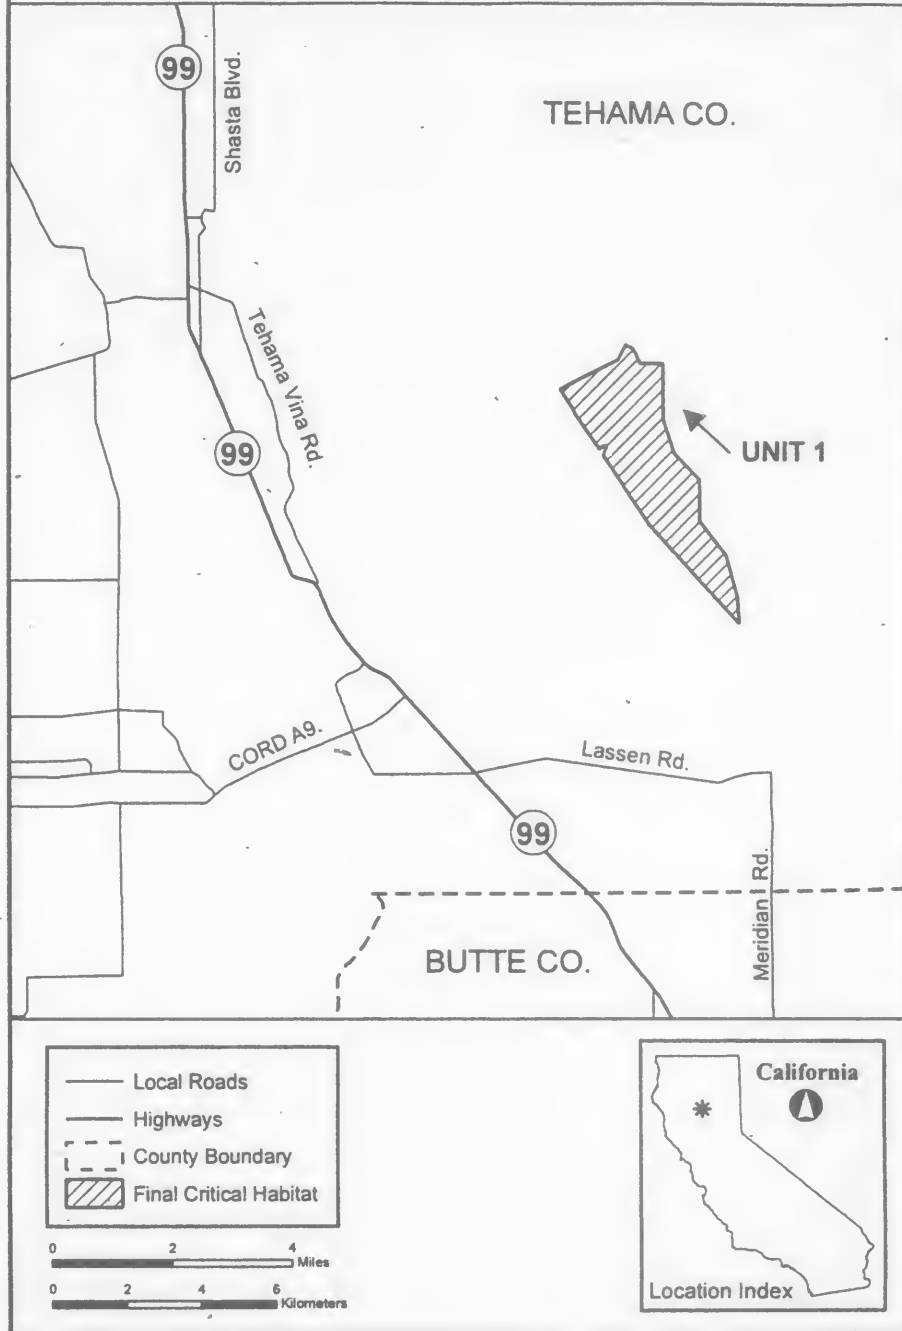 99
Shasta Blvd.
TEHAMA CO.
Tehama Vina Rd.
99
UNIT 1
CORD A9.
Lassen Rd.
99
Meridian Rd.
BUTTE CO.
Local Roads
Highways
County Boundary
Final Critical Habitat
0 2 4
Miles
0 2 4 6
Kilometers
California
Location Index